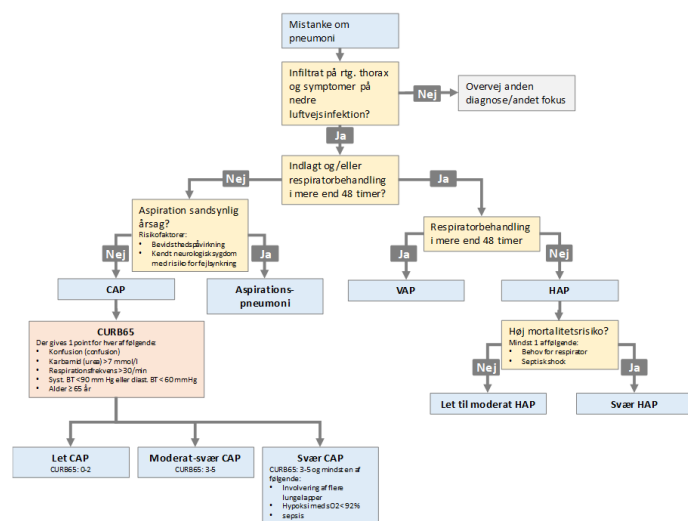 Mistanke om
pneumoni
Infiltrat på rtg. thorax
og symptomer på
nedre
luftvejsinfektion?
Nej
Overvej anden
diagnose/andet fokus
Ja
Indlagt og/eller
respiratorbehandling
i mere end 48 timer?
Nej
Ja
Aspiration sandsynlig
årsag?
Risikofaktorer:
• Bevidsthedspåvirkning
• Kendt neurologisk sygdom
med risiko for fejlsynkning
Respiratorbehandling
i mere end 48 timer
Nej
Ja
Ja
Nej
CAP
Aspirations-
pneumoni
VAP
HAP
CURB65
Der gives 1 point for hver af følgende:
• Konfusion (confusion)
• Karbamid (urea) >7 mmol/l
• Respirationsfrekvens >30/min
• Syst. BT <90 mm Hg eller diast. BT < 60 mmHg
• Alder ≥ 65 år
Høj mortalitetsrisiko?
Mindst 1 af følgende:
• Behov for respirator
• Septisk shock
Nej
Ja
Let til moderat HAP
Svær HAP
Let CAP
CURB65: 0-2
Moderat-svær CAP
CURB65: 3-5
Svær CAP
CURB65: 3-5 og mindst en af
følgende:
• Involvering af flere
lungelapper
• Hypoksi med sO2 < 92%
• sepsis